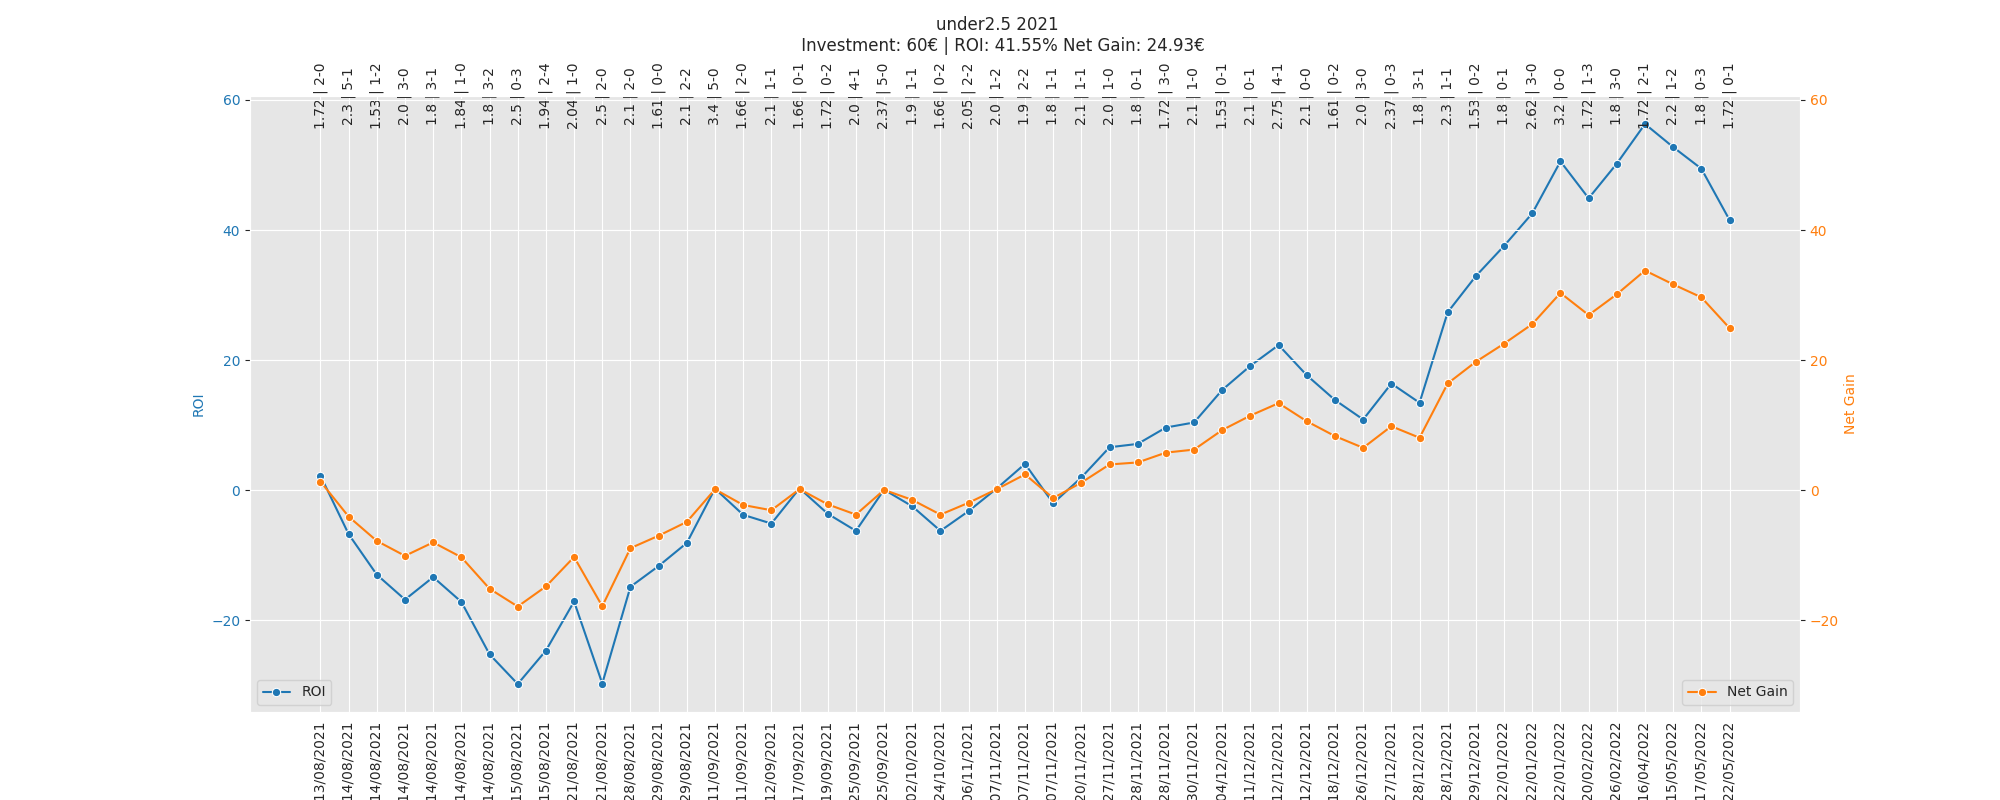 under2.5 2021
Investment: 60€ | ROI: 41.55% Net Gain: 24.93€
1.72 | 2-0
2.3 | 5-1
1.53 | 1-2
2.0 | 3-0
1.8 | 3-1
1.84 | 1-0
1.8 | 3-2
2.5 | 0-3
1.94 | 2-4
2.04 | 1-0
2.5 | 2-0
2.1 | 2-0
1.61 | 0-0
2.1 | 2-2
3.4 | 5-0
1.66 | 2-0
2.1 | 1-1
1.66 | 0-1
1.72 | 0-2
2.0 | 4-1
2.37 | 5-0
1.9 | 1-1
1.66 | 0-2
2.05 | 2-2
2.0 | 1-2
1.9 | 2-2
1.8 | 1-1
2.1 | 1-1
2.0 | 1-0
1.8 | 0-1
1.72 | 3-0
2.1 | 1-0
1.53 | 0-1
2.1 | 0-1
2.75 | 4-1
2.1 | 0-0
1.61 | 0-2
2.0 | 3-0
2.37 | 0-3
1.8 | 3-1
2.3 | 1-1
1.53 | 0-2
1.8 | 0-1
2.62 | 3-0
3.2 | 0-0
1.72 | 1-3
1.8 | 3-0
1.72 | 2-1
2.2 | 1-2
1.8 | 0-3
1.72 | 0-1
60
40
20
0
−20
ROI
60
40
20
0
−20
Net Gain
ROI
Net Gain
13/08/2021
14/08/2021
14/08/2021
14/08/2021
14/08/2021
14/08/2021
14/08/2021
15/08/2021
15/08/2021
21/08/2021
21/08/2021
28/08/2021
29/08/2021
29/08/2021
11/09/2021
11/09/2021
12/09/2021
17/09/2021
19/09/2021
25/09/2021
25/09/2021
02/10/2021
24/10/2021
06/11/2021
07/11/2021
07/11/2021
07/11/2021
20/11/2021
27/11/2021
28/11/2021
28/11/2021
30/11/2021
04/12/2021
11/12/2021
12/12/2021
12/12/2021
18/12/2021
26/12/2021
27/12/2021
28/12/2021
28/12/2021
29/12/2021
22/01/2022
22/01/2022
22/01/2022
20/02/2022
26/02/2022
16/04/2022
15/05/2022
17/05/2022
22/05/2022